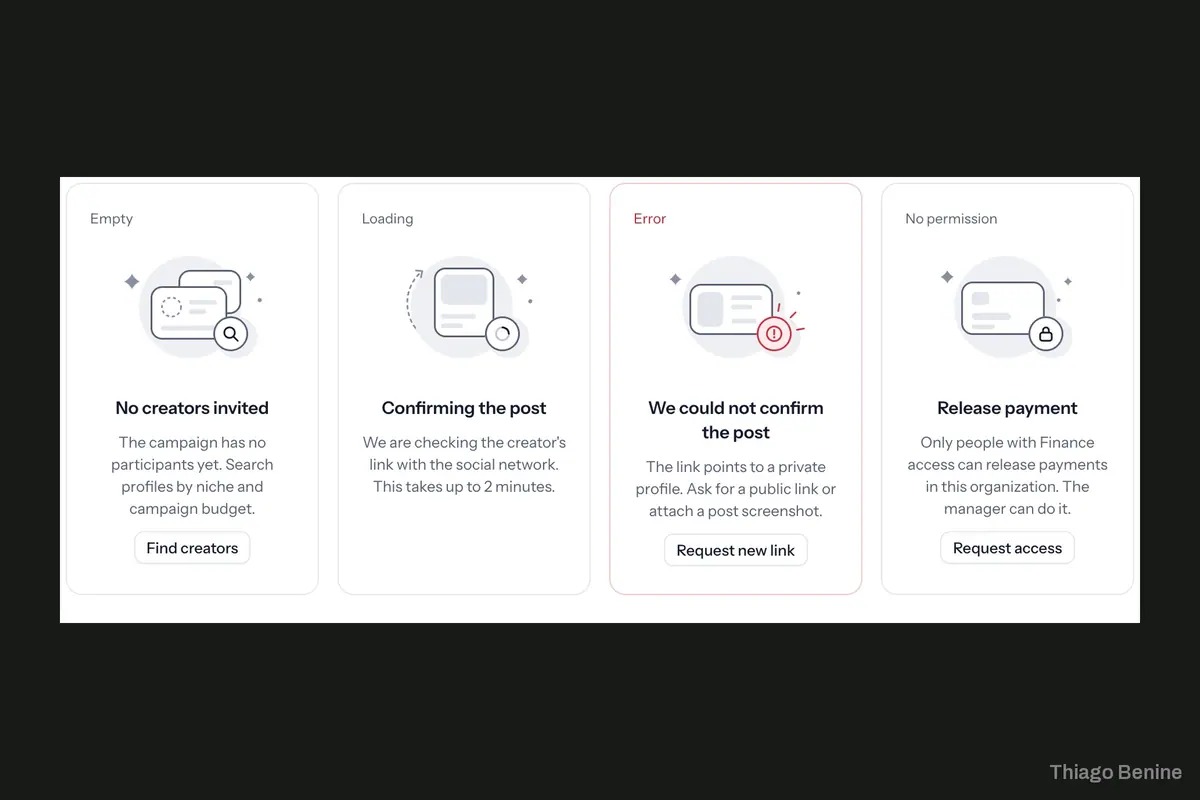 Empty
No creators invited
The campaign has no
participants yet. Search
profiles by niche and
campaign budget.
Find creators
Loading
Confirming the post
We are checking the creator's
link with the social network.
This takes up to 2 minutes.
Error
We could not confirm
the post
The link points to a private
profile. Ask for a public link or
attach a post screenshot.
Request new link
No permission
Release payment
Only people with Finance
access can release payments
in this organization. The
manager can do it.
Request access
Thiago Benine